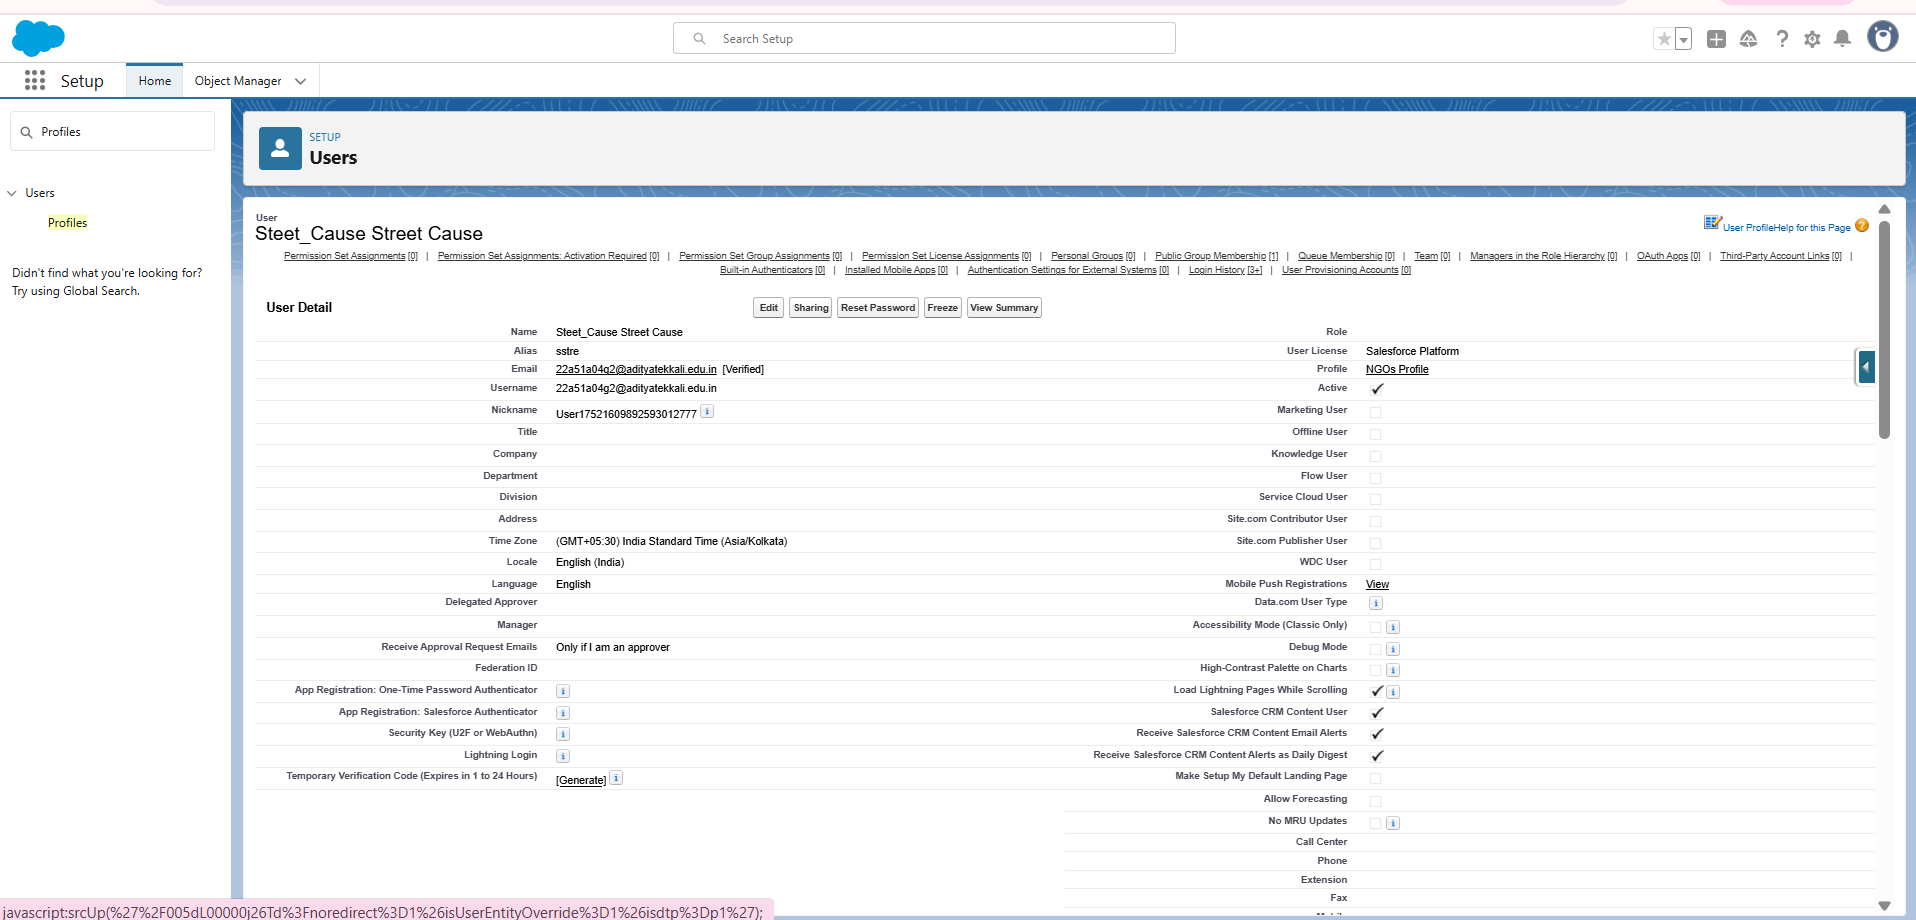 Search Setup
Setup
Home
Object Manager
Profiles
Users
Profiles
Didn't find what you're looking for?
Try using Global Search.
SETUP
Users
User
Steet_Cause Street Cause
User Profile Help for this Page
Permission Set Assignments [0] | Permission Set Assignments: Activation Required [0] | Permission Set Group Assignments [0] | Permission Set License Assignments [0] | Personal Groups [0] | Public Group Membership [1] | Queue Membership [0] | Team [0] | Managers in the Role Hierarchy [0] | OAuth Apps [0] | Third-Party Account Links [0] |
Built-in Authenticators [0] | Installed Mobile Apps [0] | Authentication Settings for External Systems [0] | Login History [3+] | User Provisioning Accounts [0]
User Detail
Edit Sharing Reset Password Freeze View Summary
Name Steet_Cause Street Cause Role
Alias sstre User License Salesforce Platform
Email 22a51a04g2@adityatekkali.edu.in [Verified] Profile NGOs Profile
Username 22a51a04g2@adityatekkali.edu.in Active
Nickname User17521609892593012777 Marketing User
Title Offline User
Company Knowledge User
Department Flow User
Division Service Cloud User
Address Site.com Contributor User
Time Zone (GMT+05:30) India Standard Time (Asia/Kolkata) Site.com Publisher User
Locale English (India) WDC User
Language English Mobile Push Registrations View
Delegated Approver Data.com User Type
Manager Accessibility Mode (Classic Only)
Receive Approval Request Emails Only if I am an approver Debug Mode
Federation ID High-Contrast Palette on Charts
App Registration: One-Time Password Authenticator Load Lightning Pages While Scrolling
App Registration: Salesforce Authenticator Salesforce CRM Content User
Security Key (U2F or WebAuthn) Receive Salesforce CRM Content Email Alerts
Lightning Login Receive Salesforce CRM Content Alerts as Daily Digest
Temporary Verification Code (Expires in 1 to 24 Hours) [Generate] Make Setup My Default Landing Page
Allow Forecasting
No MRU Updates
Call Center
Phone
Extension
Fax
javascript:srcUp(%27%2F005dL00000j26Td%3Fnoredirect%3D1%26isUserEntityOverride%3D1%26isdtp%3Dp1%27);